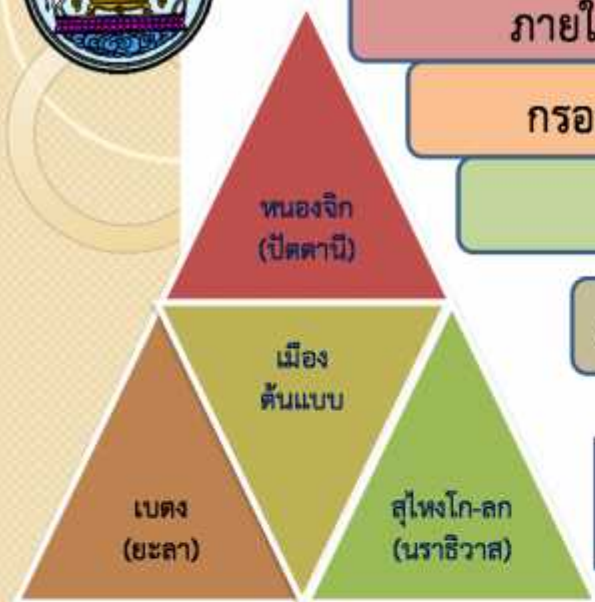 ภายใ
กรอ
หนองจิก
(ปัตตานี)
เมือง
ต้นแบบ
เบตง
(ยะลา)
สุไหงโก-ลก
(นราธิวาส)